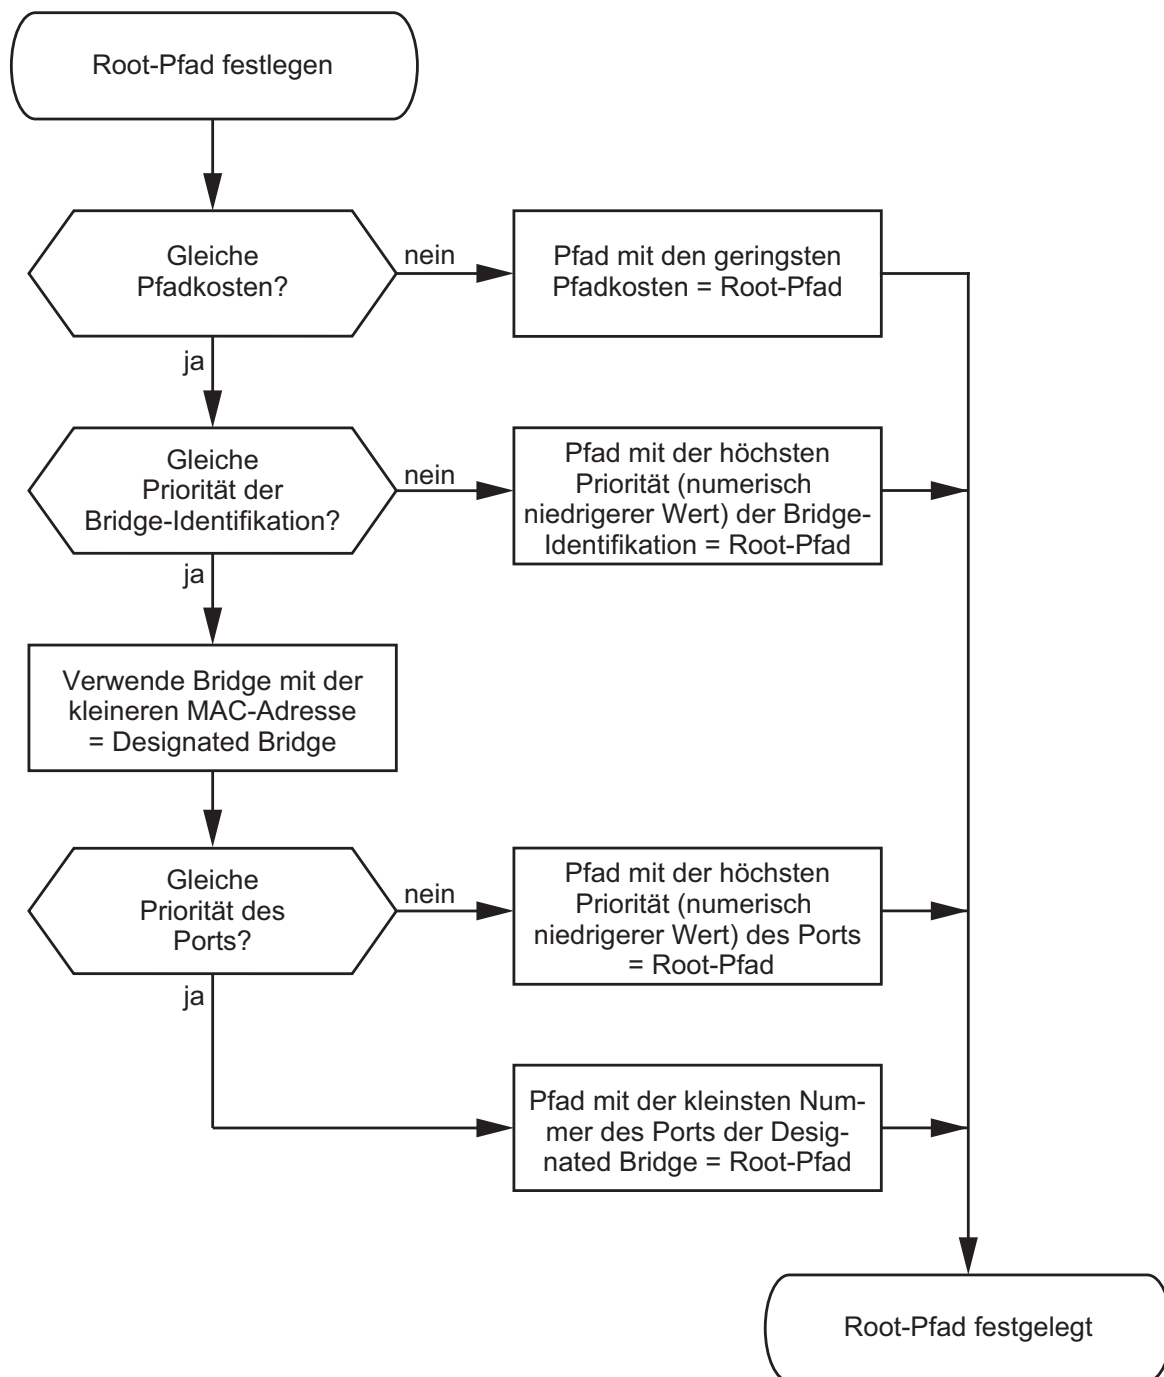 Root-Pfad festlegen
Gleiche
Pfadkosten?
nein
Pfad mit den geringsten
Pfadkosten = Root-Pfad
ja
Gleiche
Priorität der
Bridge-Identifikation?
nein
Pfad mit der höchsten
Priorität (numerisch
niedrigerer Wert) der Bridge-
Identifikation = Root-Pfad
ja
Verwende Bridge mit der
kleineren MAC-Adresse
= Designated Bridge
Gleiche
Priorität des
Ports?
nein
Pfad mit der höchsten
Priorität (numerisch
niedrigerer Wert) des Ports
= Root-Pfad
ja
Pfad mit der kleinsten Num-
mer des Ports der Desig-
nated Bridge = Root-Pfad
Root-Pfad festgelegt